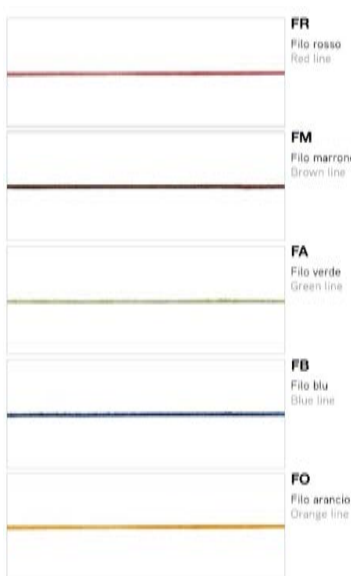 FR
Filo rosso
Red line
FM
Filo marrone
Brown line
FA
Filo verde
Green line
FB
Filo blu
Blue line
FO
Filo arancio
Orange line